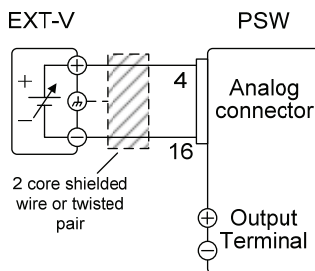 EXT-V
PSW
4
Analog
connector
16
2 core shielded
wire or twisted
pair
Output
Terminal